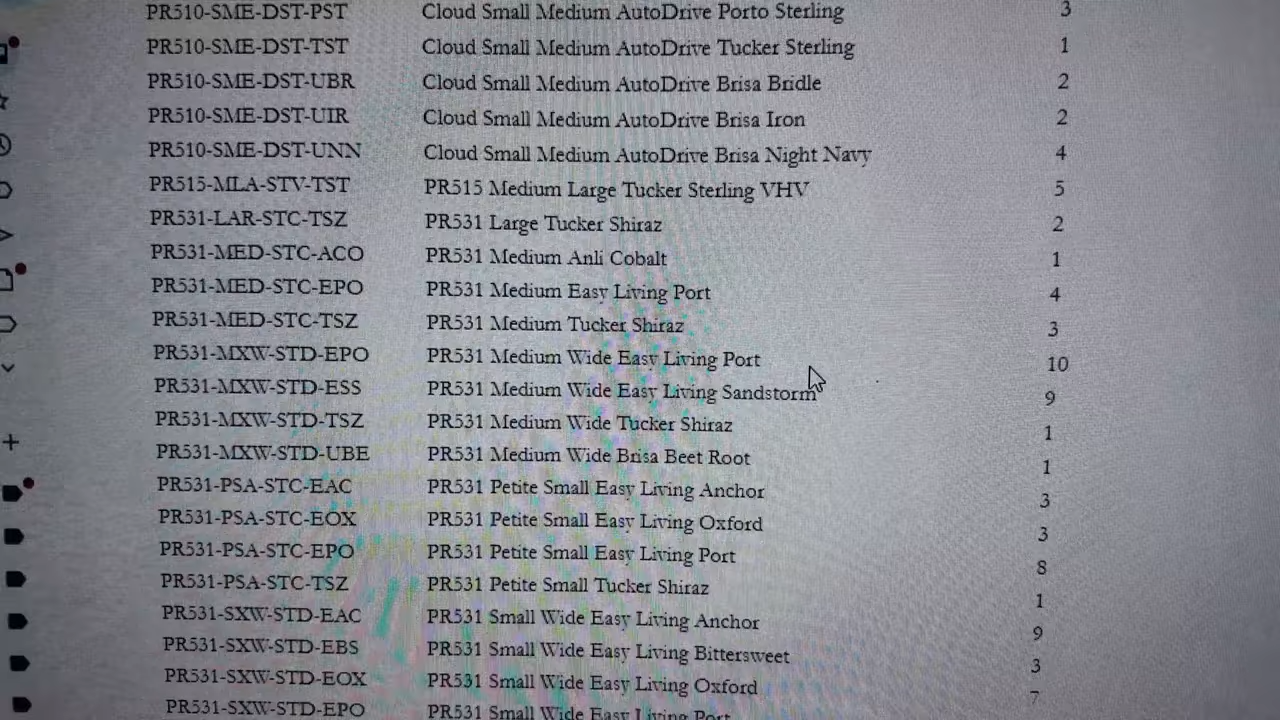 PR510-SME-DST-PST Cloud Small Medium AutoDrive Porto Sterling 3
PR510-SME-DST-TST Cloud Small Medium AutoDrive Tucker Sterling 1
PR510-SME-DST-UBR Cloud Small Medium AutoDrive Brisa Bridle 2
PR510-SME-DST-UIR Cloud Small Medium AutoDrive Brisa Iron 2
PR510-SME-DST-UNN Cloud Small Medium AutoDrive Brisa Night Navy 4
PR515-MLA-STV-TST PR515 Medium Large Tucker Sterling VHV 5
PR531-LAR-STC-TSZ PR531 Large Tucker Shiraz 2
PR531-MED-STC-ACO PR531 Medium Anli Cobalt 1
PR531-MED-STC-EPO PR531 Medium Easy Living Port 4
PR531-MED-STC-TSZ PR531 Medium Tucker Shiraz 3
PR531-MXW-STD-EPO PR531 Medium Wide Easy Living Port 10
PR531-MXW-STD-ESS PR531 Medium Wide Easy Living Sandstorm 9
PR531-MXW-STD-TSZ PR531 Medium Wide Tucker Shiraz 1
PR531-MXW-STD-UBE PR531 Medium Wide Brisa Beet Root 1
PR531-PSA-STC-EAC PR531 Petite Small Easy Living Anchor 3
PR531-PSA-STC-EOX PR531 Petite Small Easy Living Oxford 3
PR531-PSA-STC-EPO PR531 Petite Small Easy Living Port 8
PR531-PSA-STC-TSZ PR531 Petite Small Tucker Shiraz 1
PR531-SXW-STD-EAC PR531 Small Wide Easy Living Anchor 9
PR531-SXW-STD-EBS PR531 Small Wide Easy Living Bittersweet 3
PR531-SXW-STD-EOX PR531 Small Wide Easy Living Oxford 7
PR531-SXW-STD-EPO PR531 Small Wide Easy Living Port